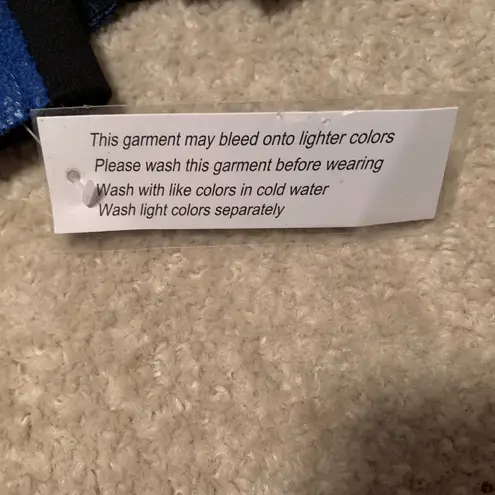 This garment may bleed onto lighter colors
Please wash this garment before wearing
Wash with like colors in cold water
Wash light colors separately